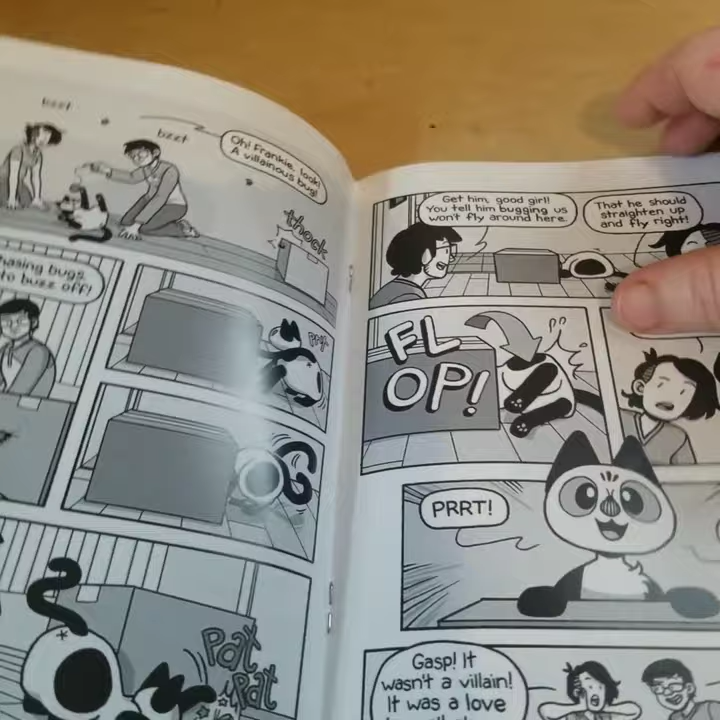 bzzt
bzzt
Oh! Frankie, look!
A villainous bug!
thock
hasing bugs,
to buzz off!
pry
Pat
Pat
Get him, good girl!
You tell him bugging us
won't fly around here.
That he should
straighten up
and fly right!
FL
OP!
PRRT!
Gasp! It
wasn't a villain!
It was a love